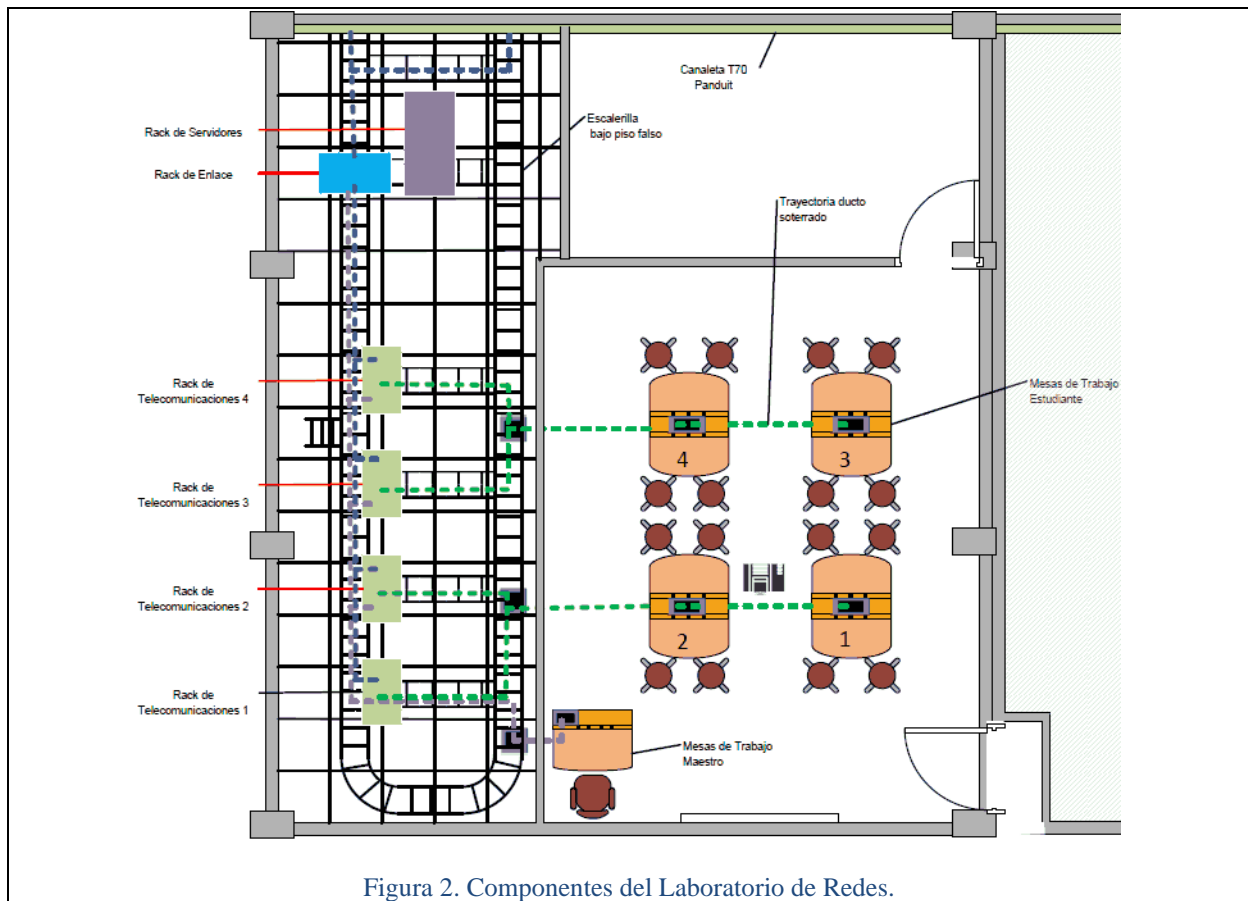 Canaleta T70
Panduit
Rack de Servidores
Escalerilla
bajo piso falso
Rack de Enlace
Trayectoria ducto
soterrado
Rack de
Telecomunicaciones 4
Mesas de Trabajo
Estudiante
4
3
Rack de
Telecomunicaciones 3
Rack de
Telecomunicaciones 2
2
1
Rack de
Telecomunicaciones 1
Mesas de Trabajo
Maestro
Figura 2. Componentes del Laboratorio de Redes.